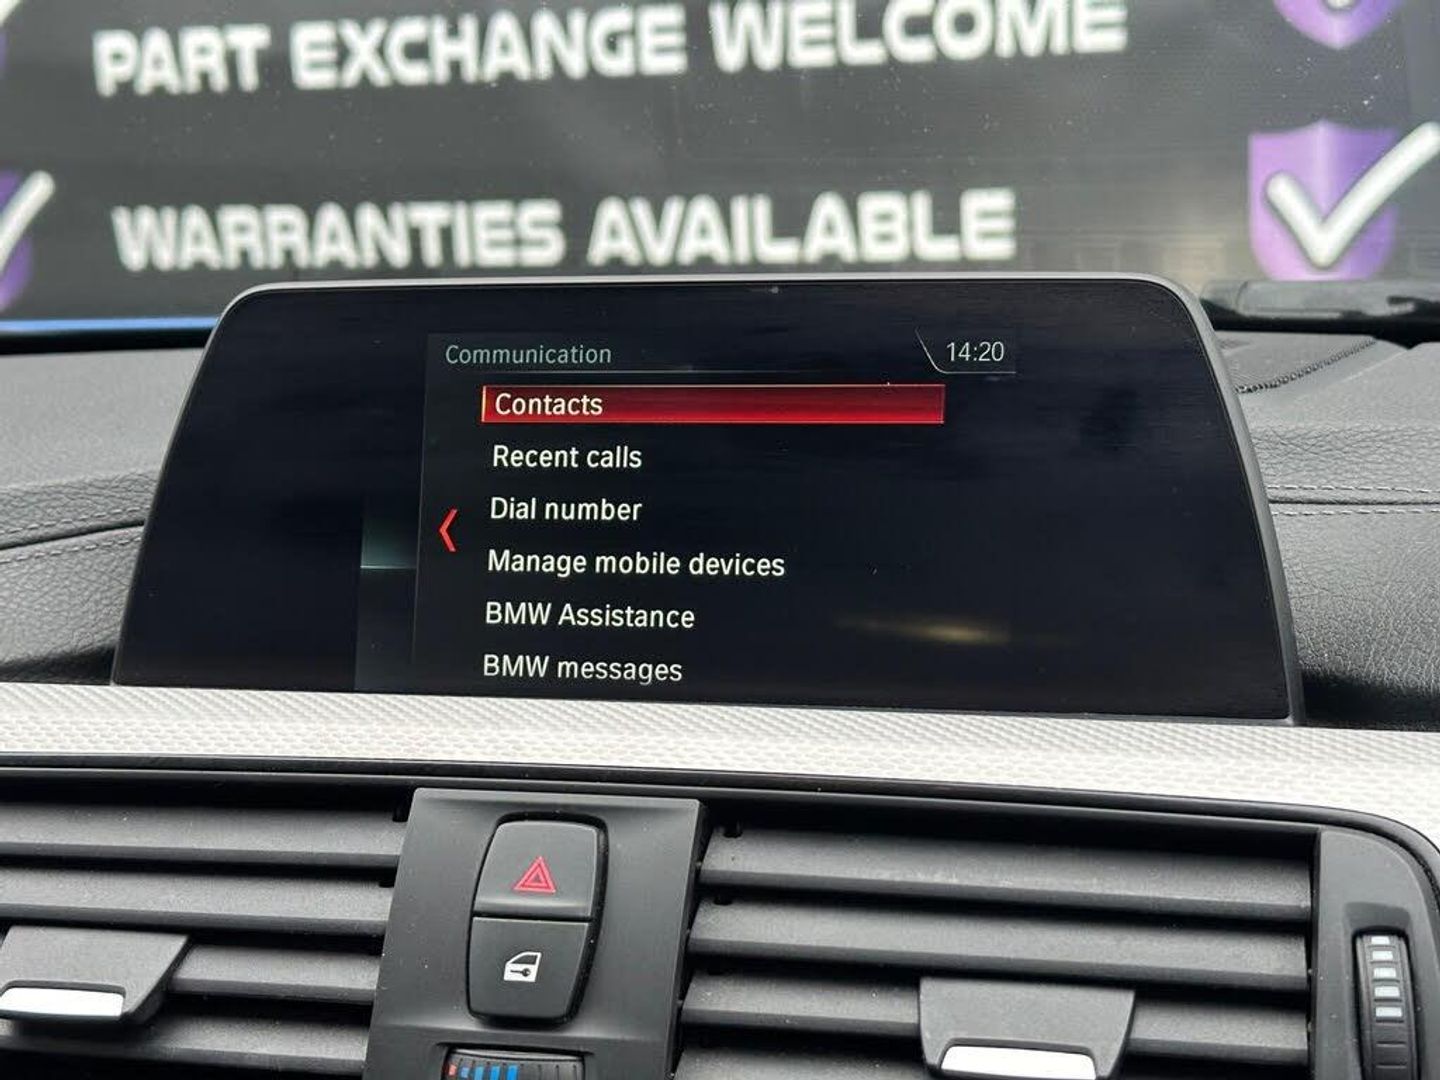 PART EXCHANGE WELCOME
WARRANTIES AVAILABLE
Communication
14:20
Contacts
Recent calls
Dial number
Manage mobile devices
BMW Assistance
BMW messages